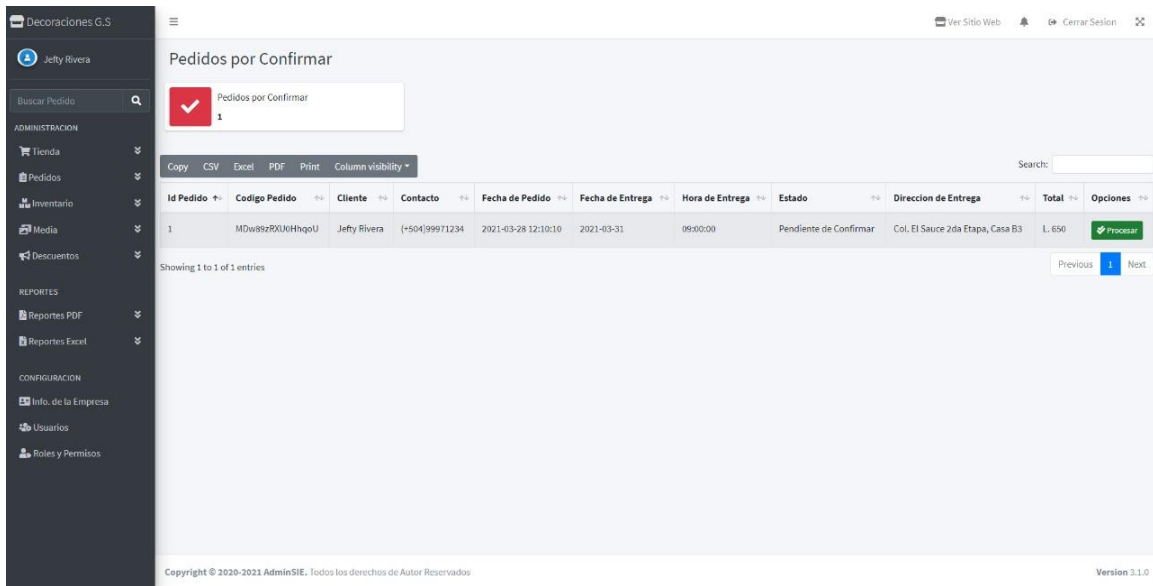 Decoraciones G.S
Ver Sitio Web
Cerrar Sesion
Jefty Rivera
Buscar Pedido
ADMINISTRACION
Tienda
Pedidos
Inventario
Media
Descuentos
REPORTES
Reportes PDF
Reportes Excel
CONFIGURACION
Info. de la Empresa
Usuarios
Roles y Permisos
Pedidos por Confirmar
Pedidos por Confirmar
1
Copy CSV Excel PDF Print Column visibility
Search:
Id Pedido Codigo Pedido Cliente Contacto Fecha de Pedido Fecha de Entrega Hora de Entrega Estado Direccion de Entrega Total Opciones
1 MDw89zRXU0HhqoU Jefty Rivera (+504)99971234 2021-03-28 12:10:10 2021-03-31 09:00:00 Pendiente de Confirmar Col. El Sauce 2da Etapa, Casa B3 L. 650 Procesar
Showing 1 to 1 of 1 entries
Previous 1 Next
Copyright © 2020-2021 AdminSIE. Todos los derechos de Autor Reservados
Version 3.1.0